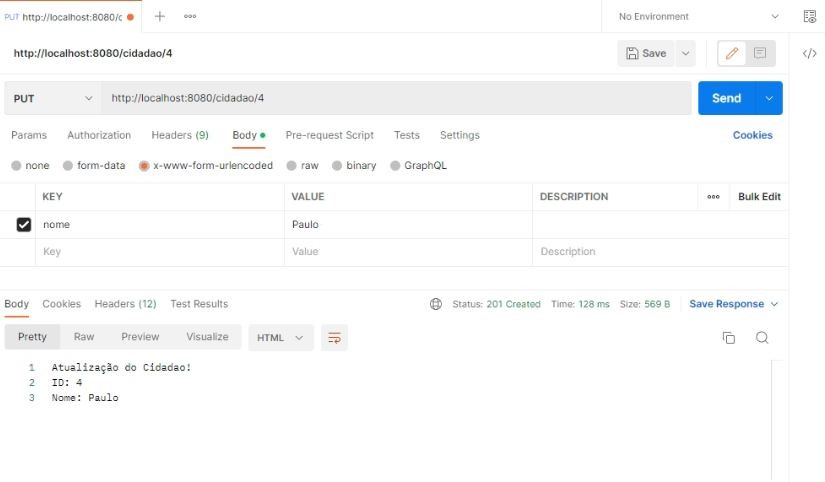 PUT http://localhost:8080/c
No Environment
http://localhost:8080/cidadao/4
Save
PUT http://localhost:8080/cidadao/4 Send
Params Authorization Headers (9) Body Pre-request Script Tests Settings Cookies
none form-data x-www-form-urlencoded raw binary GraphQL
KEY VALUE DESCRIPTION Bulk Edit
nome Paulo
Key Value Description
Body Cookies Headers (12) Test Results Status: 201 Created Time: 128 ms Size: 569 B Save Response
Pretty Raw Preview Visualize HTML
1 Atualização do Cidadao!
2 ID: 4
3 Nome: Paulo